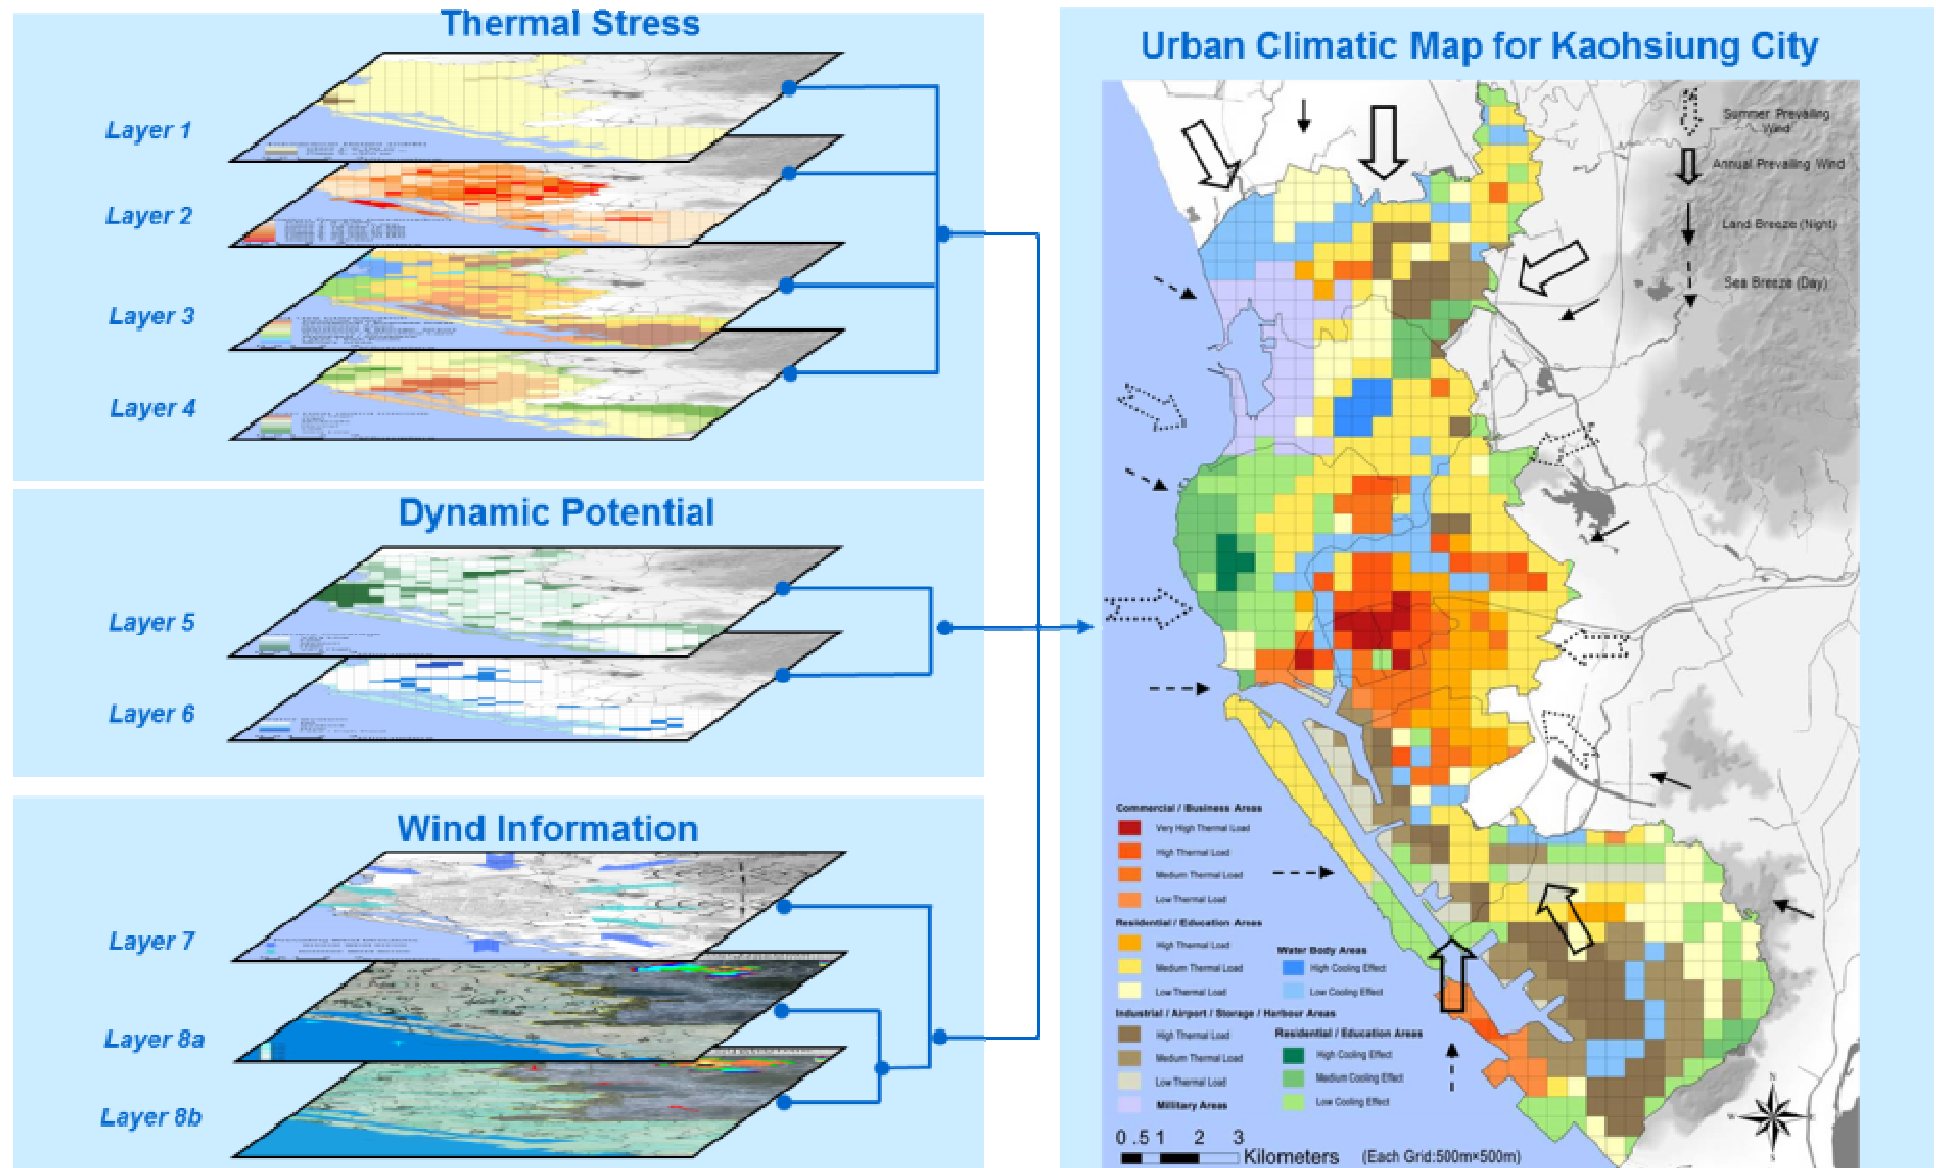 Thermal Stress
Layer 1
Layer 2
Layer 3
Layer 4
Dynamic Potential
Layer 5
Layer 6
Wind Information
Layer 7
Layer 8a
Layer 8b
Urban Climatic Map for Kaohsiung City
Summer Prevailing
Wind
Annual Prevailing Wind
Land Breeze (Night)
Sea Breeze (Day)
Commercial / Business Areas
Very High Thermal Load
High Thermal Load
Medium Thermal Load
Low Thermal Load
Residential / Education Areas
High Thermal Load
Medium Thermal Load
Low Thermal Load
Water Body Areas
High Cooling Effect
Low Cooling Effect
Industrial / Airport / Storage / Harbour Areas
High Thermal Load
Medium Thermal Load
Low Thermal Load
Military Areas
Residential / Education Areas
High Cooling Effect
Medium Cooling Effect
Low Cooling Effect
0 .5 1 2 3
Kilometers (Each Grid:500m×500m)
N